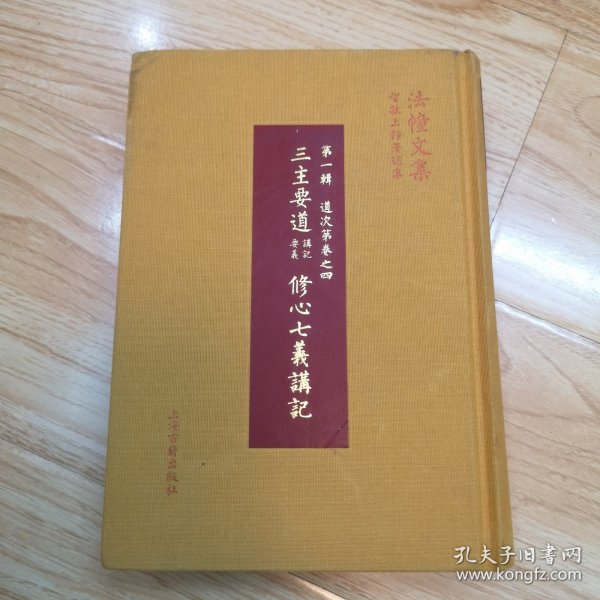 法幢文集
智敏上師著述集
第一輯 道次第卷之四
三主要道 講記 要義 修心七義講記
上海古籍出版社
孔夫子旧书网
www.kongfz.com